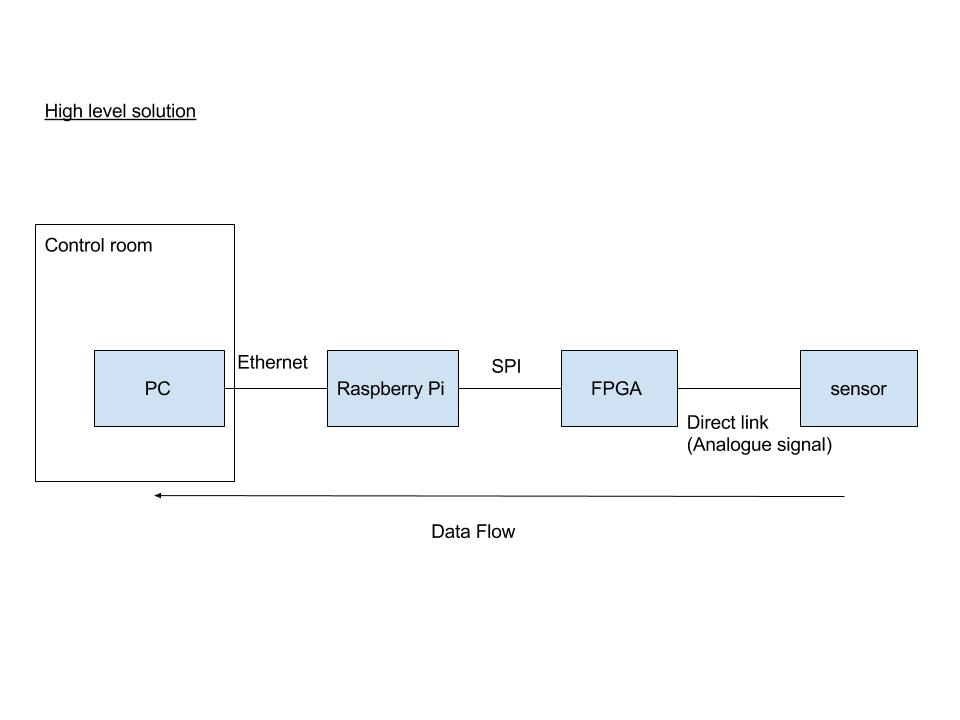 High level solution
Control room
PC
Ethernet
Raspberry Pi
SPI
FPGA
Direct link
(Analogue signal)
sensor
Data Flow